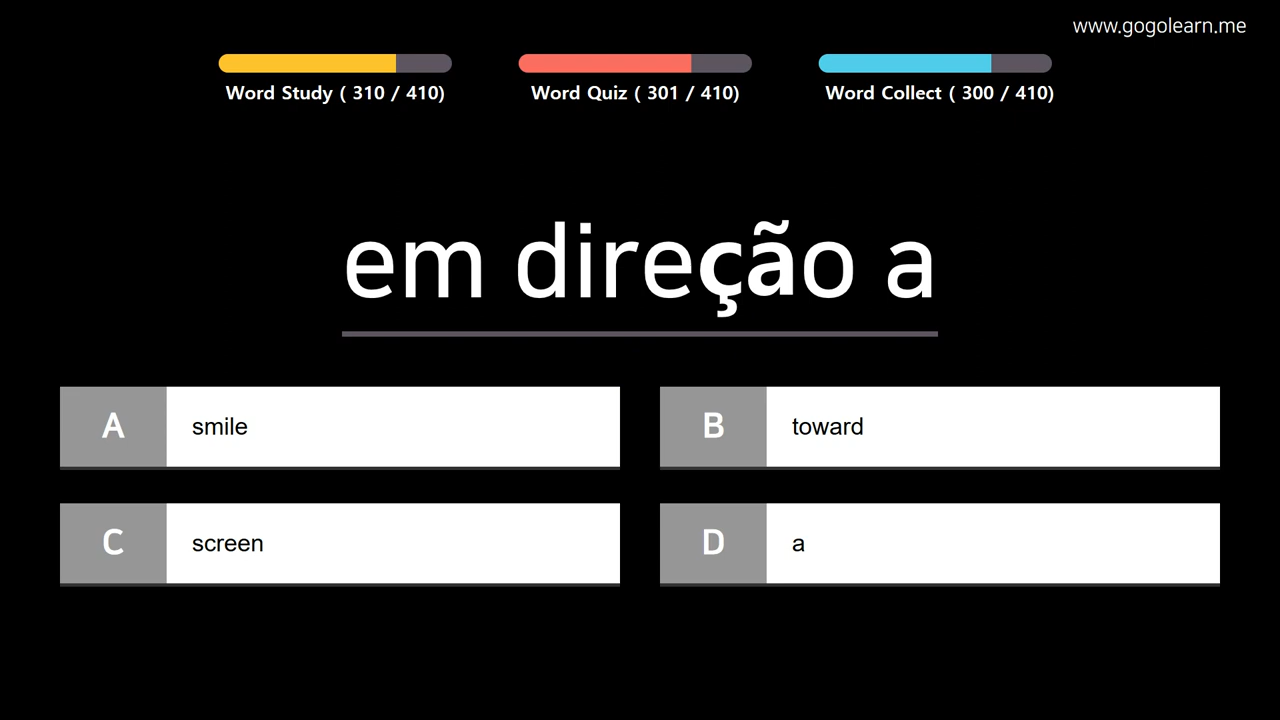 www.gogolearn.me
Word Study ( 310 / 410)
Word Quiz ( 301 / 410)
Word Collect ( 300 / 410)
em direção a
A smile
B toward
C screen
D a